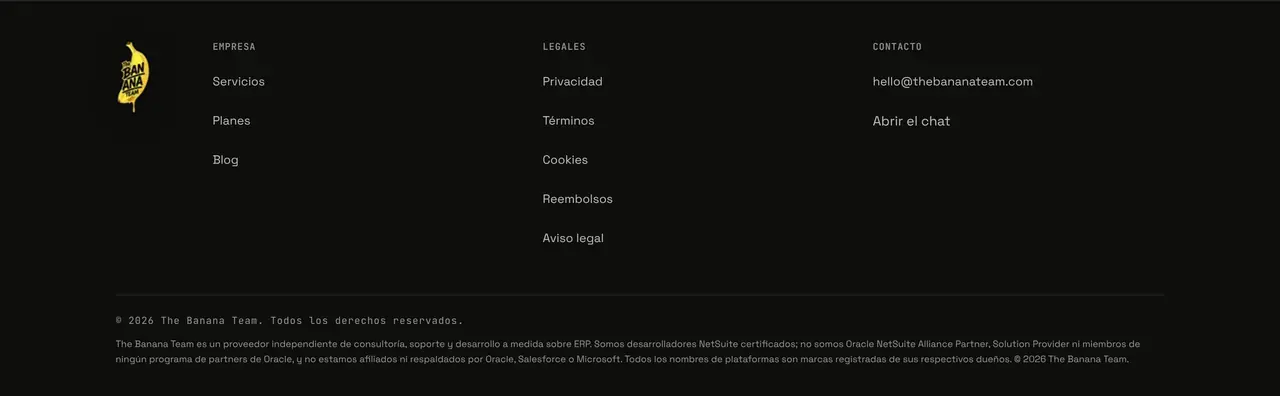 The
BAN
ANA
TEAM
EMPRESA
Servicios
Planes
Blog
LEGALES
Privacidad
Términos
Cookies
Reembolsos
Aviso legal
CONTACTO
hello@thebananateam.com
Abrir el chat
© 2026 The Banana Team. Todos los derechos reservados.
The Banana Team es un proveedor independiente de consultoría, soporte y desarrollo a medida sobre ERP. Somos desarrolladores NetSuite certificados; no somos Oracle NetSuite Alliance Partner, Solution Provider ni miembros de
ningún programa de partners de Oracle, y no estamos afiliados ni respaldados por Oracle, Salesforce o Microsoft. Todos los nombres de plataformas son marcas registradas de sus respectivos dueños. © 2026 The Banana Team.